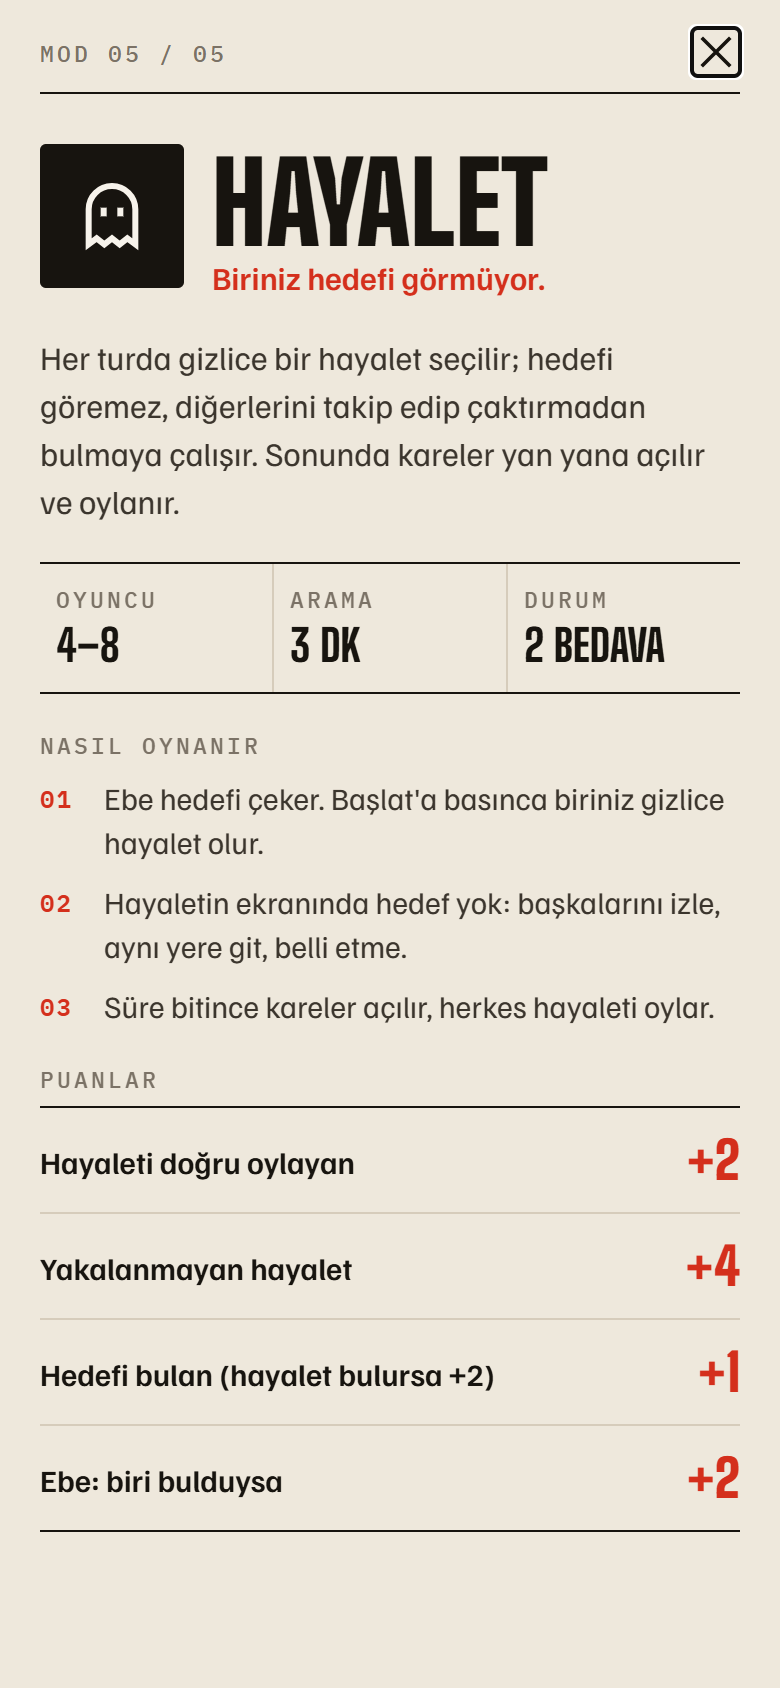 MOD 05 / 05
HAYALET
Biriniz hedefi görmüyor.
Her turda gizlice bir hayalet seçilir; hedefi
göremez, diğerlerini takip edip çaktırmadan
bulmaya çalışır. Sonunda kareler yan yana açılır
ve oylanır.
OYUNCU
4–8
ARAMA
3 DK
DURUM
2 BEDAVA
NASIL OYNANIR
01 Ebe hedefi çeker. Başlat'a basınca biriniz gizlice
hayalet olur.
02 Hayaletin ekranında hedef yok: başkalarını izle,
aynı yere git, belli etme.
03 Süre bitince kareler açılır, herkes hayaleti oylar.
PUANLAR
Hayaleti doğru oylayan +2
Yakalanmayan hayalet +4
Hedefi bulan (hayalet bulursa +2) +1
Ebe: biri bulduysa +2